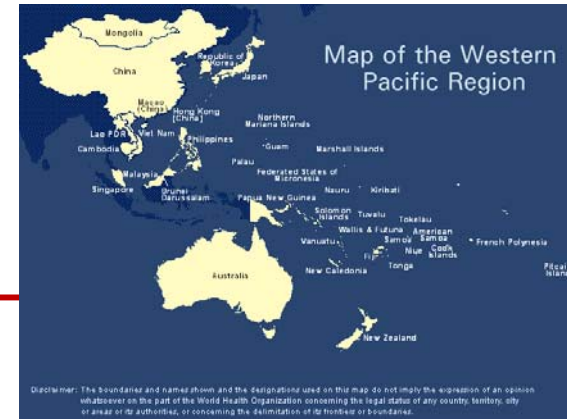 Map of the Western
Pacific Region
Mongolia
Republic of
Korea
China
Japan
Macao
(China)
Hong Kong
[China]
Northern
Mariana Islands
Lao PDR
Viet Nam
Philippines
Guam
Marshall Islands
Cambodia
Palau
Malaysia
Federated States of
Micronesia
Singapore
Brunei
Darussalam
Nauru
Kiribati
Papua New Guinea
Solomon
Islands
Tuvalu
Tokelau
Wallis & Futuna
American
Samoa
Samoa
Vanuatu
Fiji
Niue
Cook
Islands
French Polynesia
Tonga
New Caledonia
Pitcai
Island
Australia
New Zealand
Disclaimer: The boundaries and names shown and the designations used on this map do not imply the expression of an opinion
whatsoever on the part of the World Health Organization concerning the legal status of any country, territory, city
or areas or its authorities, or concerning the delimitation of its frontiers or boundaries.